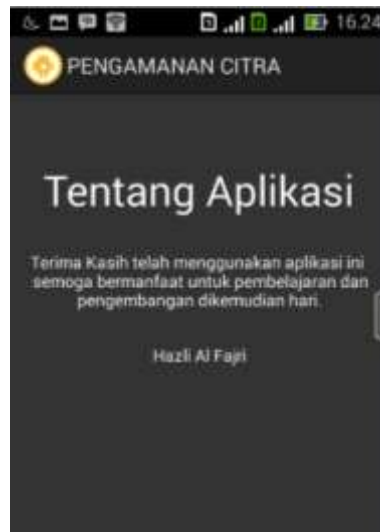 16.24
PENGAMANAN CITRA
Tentang Aplikasi
Terima Kasih telah menggunakan aplikasi ini
semoga bermanfaat untuk pembelajaran dan
pengembangan dikemudian hari.
Hazli Al Fajri